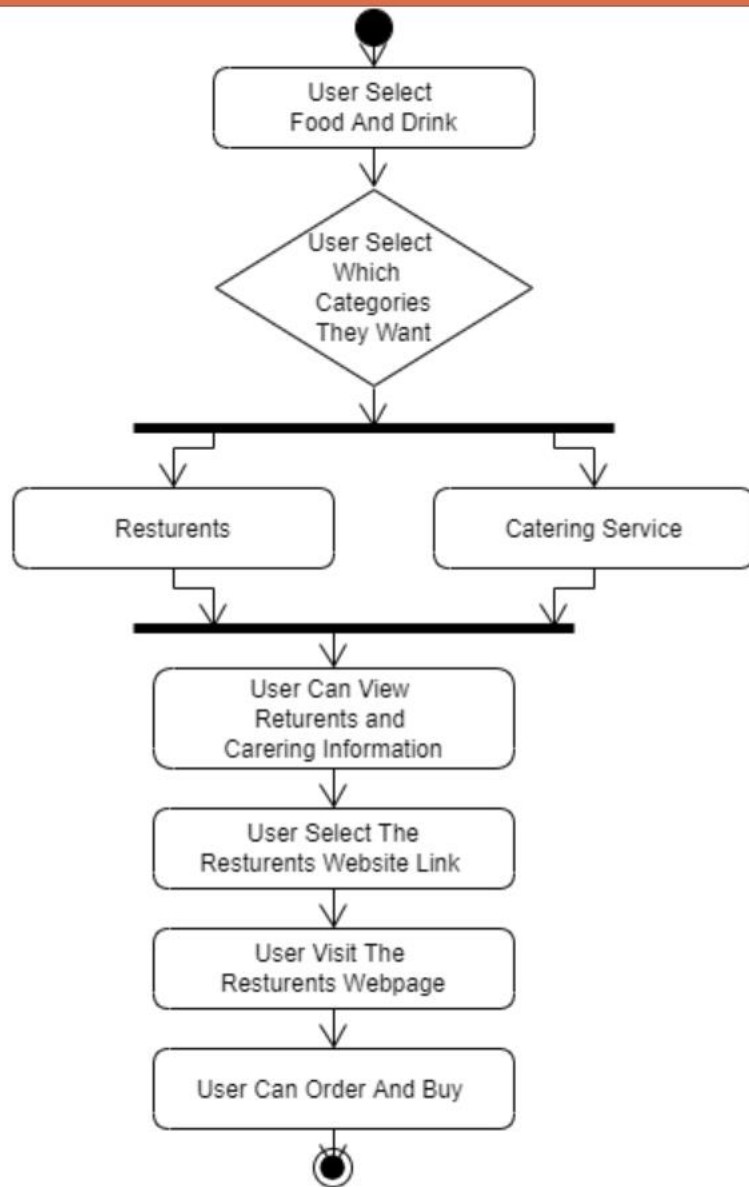 User Select
Food And Drink
User Select
Which
Categories
They Want
Resturents
Catering Service
User Can View
Returents and
Carering Information
User Select The
Resturents Website Link
User Visit The
Resturents Webpage
User Can Order And Buy